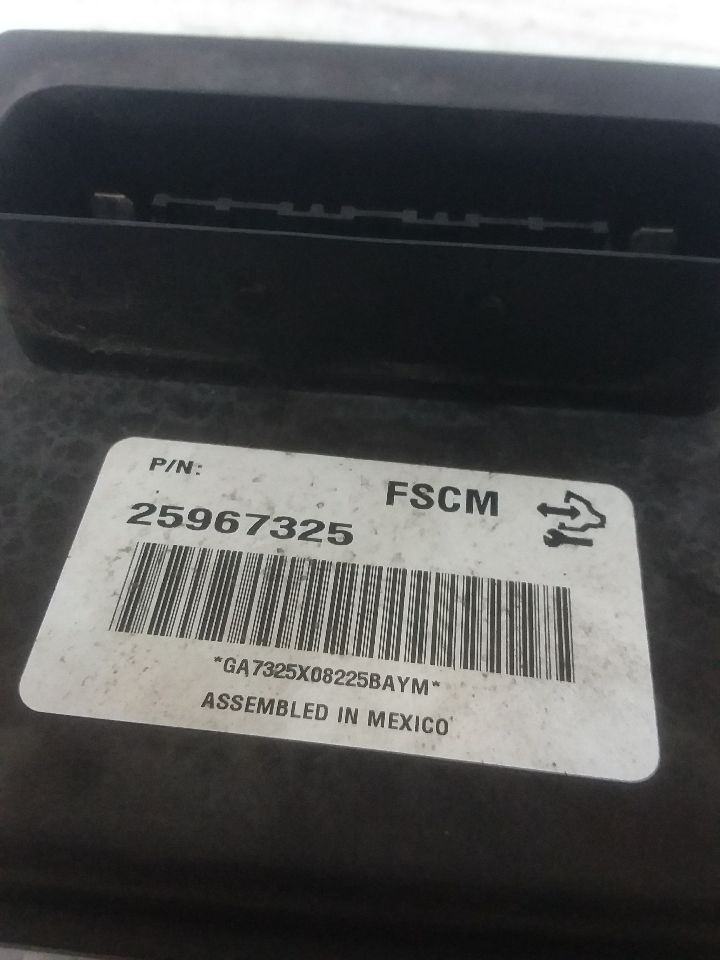 P/N:
FSCM
25967325
*GA7325X08225BAYM*
ASSEMBLED IN MEXICO